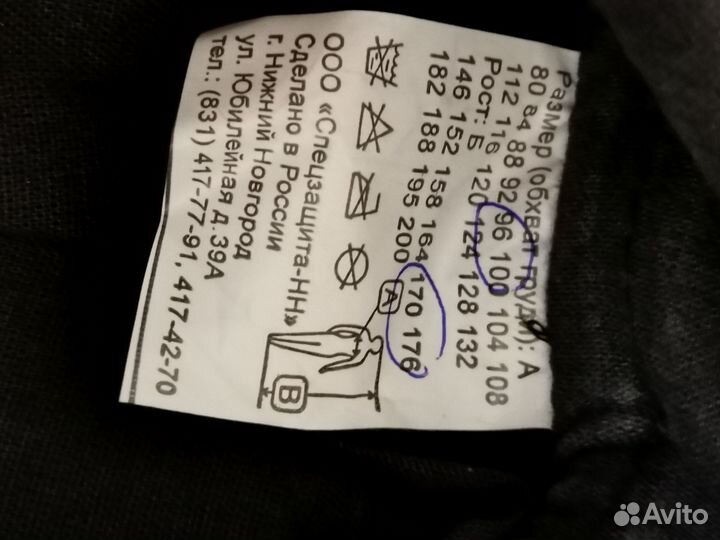 Размер (обхват груди): А
80 84 88 92 96 100 104 108
112 116 120 124 128 132
Рост: Б
146 152 158 164 170 176
182 188 195 200
A
B
ООО «Спецзащита-НН»
Сделано в России
г. Нижний Новгород
ул. Юбилейная д. 39А
тел.: (831) 417-77-91, 417-42-70
Avito